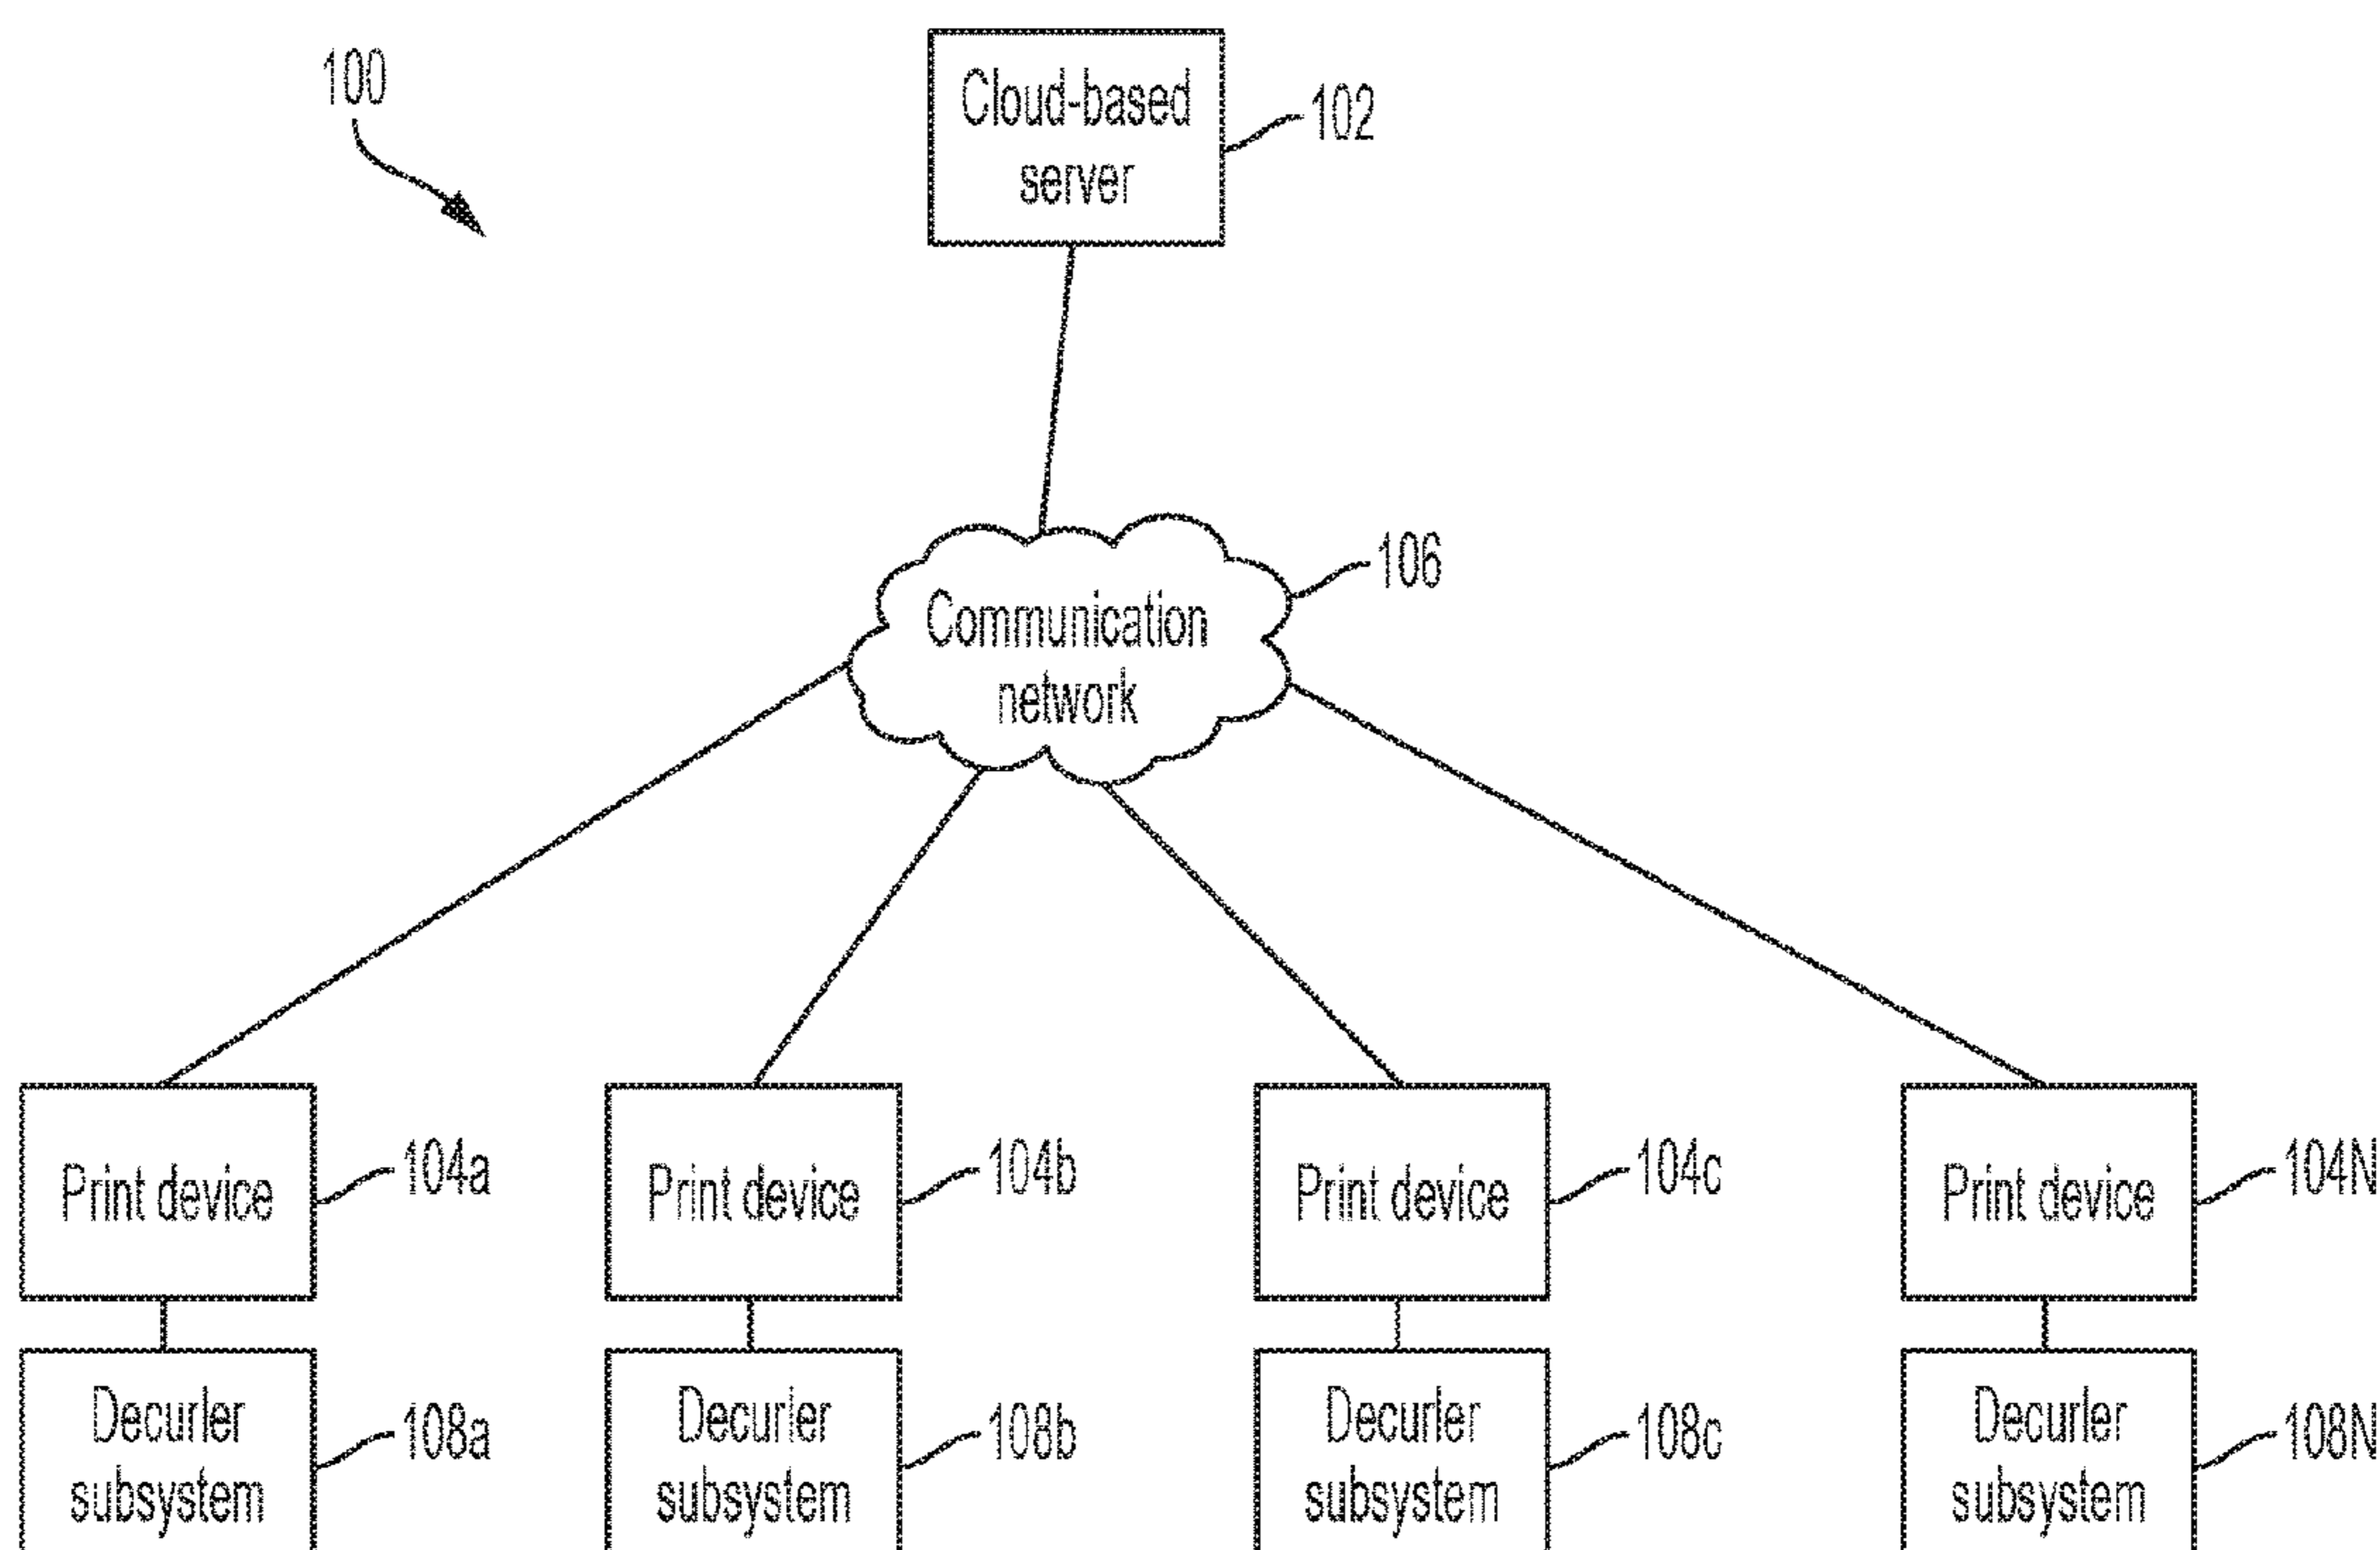 100
Cloud-based
server
102
106
Communication
network
Print device
104a
Print device
104b
Print device
104c
Print device
104N
Decurler
subsystem
108a
Decurler
subsystem
108b
Decurler
subsystem
108c
Decurler
subsystem
108N